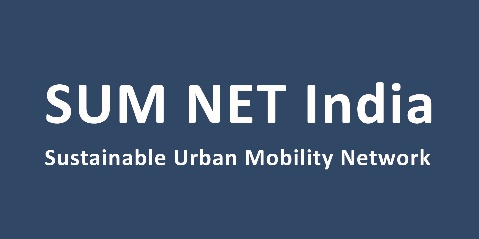 SUM NET India
Sustainable Urban Mobility Network